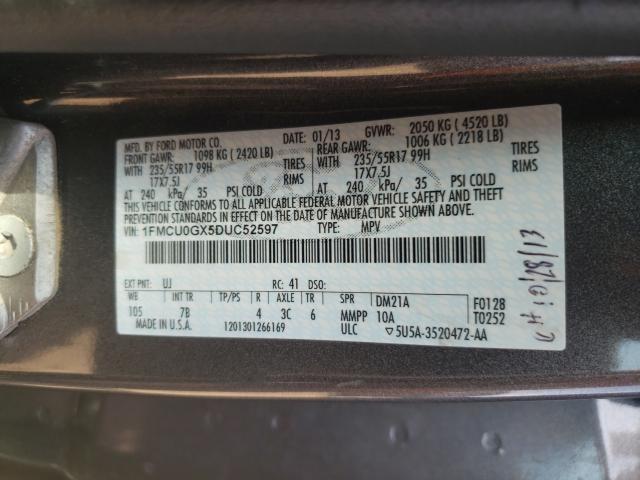 MFD. BY FORD MOTOR CO. DATE: 01/13 GVWR: 2050 KG ( 4520 LB)
FRONT GAWR: 1098 KG ( 2420 LB) REAR GAWR: 1006 KG ( 2218 LB)
WITH 235/55R17 99H TIRES WITH 235/55R17 99H TIRES
17X7.5J RIMS 17X7.5J RIMS
AT 240 kPa/ 35 PSI COLD AT 240 kPa/ 35 PSI COLD
THIS VEHICLE CONFORMS TO ALL APPLICABLE FEDERAL MOTOR VEHICLE SAFETY AND THEFT
PREVENTION STANDARDS IN EFFECT ON THE DATE OF MANUFACTURE SHOWN ABOVE.
VIN: 1FMCU0GX5DUC52597 TYPE: MPV
EXT PNT: UJ RC: 41 DSO:
WB INT TR TP/PS R AXLE TR SPR DM21A F0128
105 7B 4 3C 6 MMPP 10A T0252
MADE IN U.S.A. 1201301266169 ULC 5U5A-3520472-AA